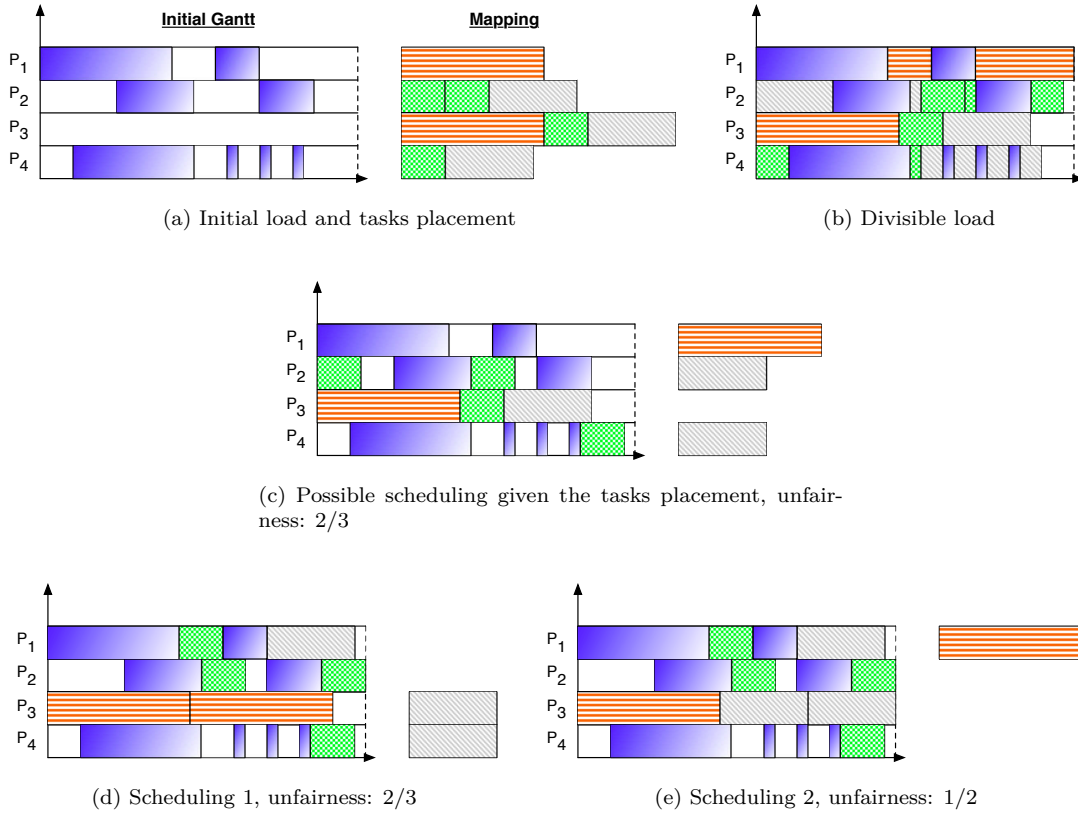 Initial Gantt
Mapping
P1
P2
P3
P4
(a) Initial load and tasks placement
P1
P2
P3
P4
(b) Divisible load
P1
P2
P3
P4
(c) Possible scheduling given the tasks placement, unfair-
ness: 2/3
P1
P2
P3
P4
(d) Scheduling 1, unfairness: 2/3
P1
P2
P3
P4
(e) Scheduling 2, unfairness: 1/2